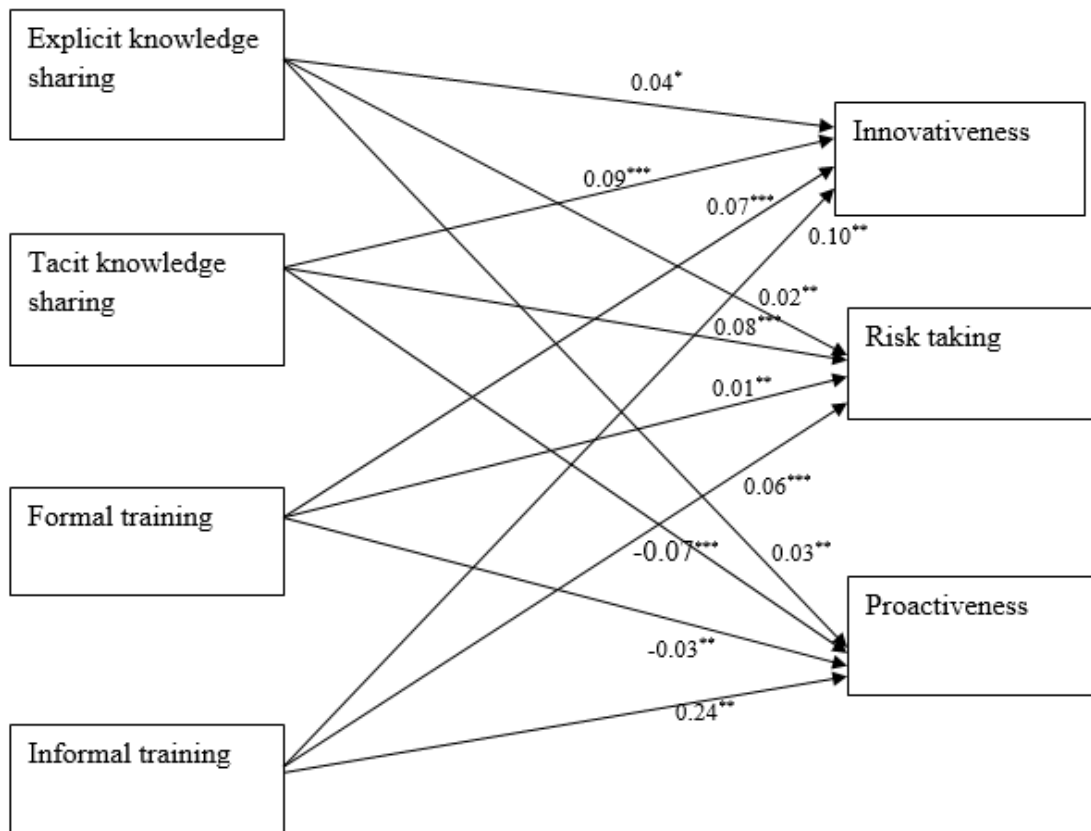 Explicit knowledge
sharing
0.04*
Innovativeness
0.09***
0.07***
0.10**
Tacit knowledge
sharing
0.02**
0.08***
Risk taking
0.01**
0.06***
Formal training
-0.07***
0.03**
Proactiveness
-0.03**
0.24**
Informal training